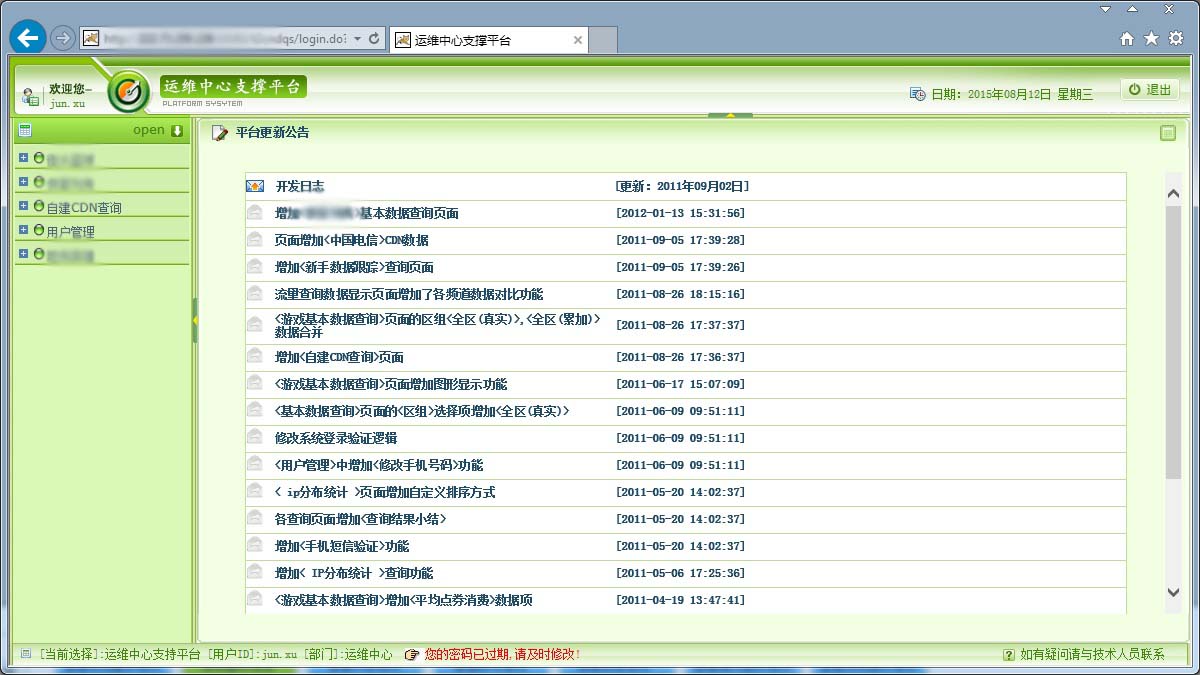 dqs/login.do
运维中心支撑平台
欢迎您-
jun.xu
运维中心支撑平台
PLATFORM SYSYTEM
日期: 2015年08月12日 星期三
退出
open
平台更新公告
自建CDN查询
用户管理
开发日志 [更新: 2011年09月02日]
增加< >基本数据查询页面 [2012-01-13 15:31:56]
页面增加<中国电信>CDN数据 [2011-09-05 17:39:28]
增加<新手数据跟踪>查询页面 [2011-09-05 17:39:26]
流量查询数据显示页面增加了各频道数据对比功能 [2011-08-26 18:15:16]
<游戏基本数据查询>页面的区组<全区(真实)>,<全区(累加)>
数据合并 [2011-08-26 17:37:37]
增加<自建CDN查询>页面 [2011-08-26 17:36:37]
<游戏基本数据查询>页面增加图形显示功能 [2011-06-17 15:07:09]
<基本数据查询>页面的<区组>选择项增加<全区(真实)> [2011-06-09 09:51:11]
修改系统登录验证逻辑 [2011-06-09 09:51:11]
<用户管理>中增加<修改手机号码>功能 [2011-06-09 09:51:11]
< ip分布统计 >页面增加自定义排序方式 [2011-05-20 14:02:37]
各查询页面增加<查询结果小结> [2011-05-20 14:02:37]
增加<手机短信验证>功能 [2011-05-20 14:02:37]
增加< IP分布统计 >查询功能 [2011-05-06 17:25:36]
<游戏基本数据查询>增加<平均点券消费>数据项 [2011-04-19 13:47:41]
[当前选择]:运维中心支持平台 [用户ID]:jun.xu [部门]:运维中心 您的密码已过期,请及时修改! 如有疑问请与技术人员联系